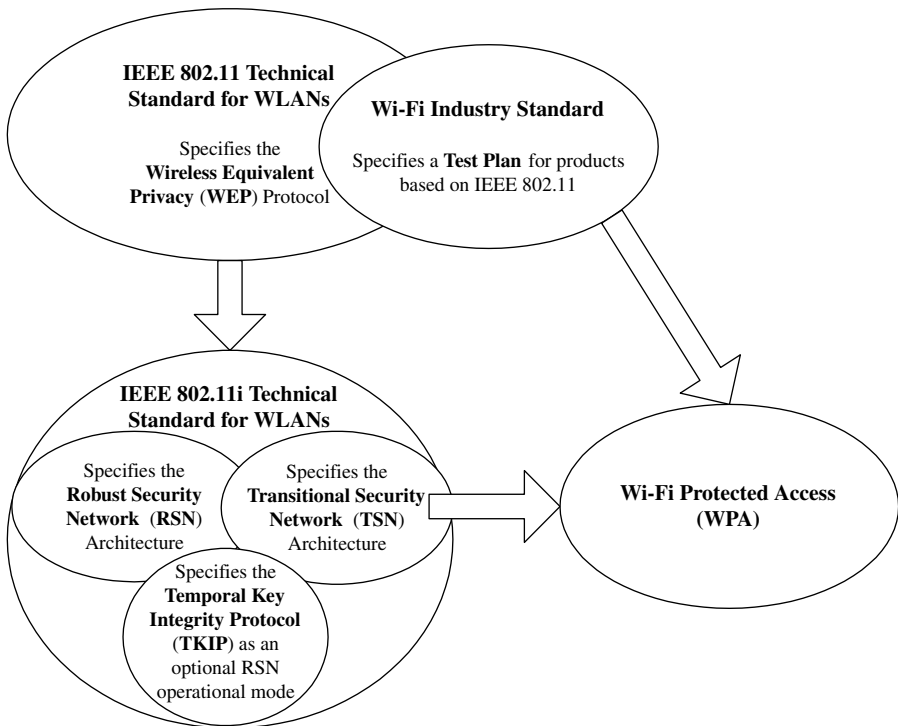 IEEE 802.11 Technical
Standard for WLANs
Specifies the
Wireless Equivalent
Privacy (WEP) Protocol
Wi-Fi Industry Standard
Specifies a Test Plan for products
based on IEEE 802.11
IEEE 802.11i Technical
Standard for WLANs
Specifies the
Robust Security
Network (RSN)
Architecture
Specifies the
Transitional Security
Network (TSN)
Architecture
Specifies the
Temporal Key
Integrity Protocol
(TKIP) as an
optional RSN
operational mode
Wi-Fi Protected Access
(WPA)